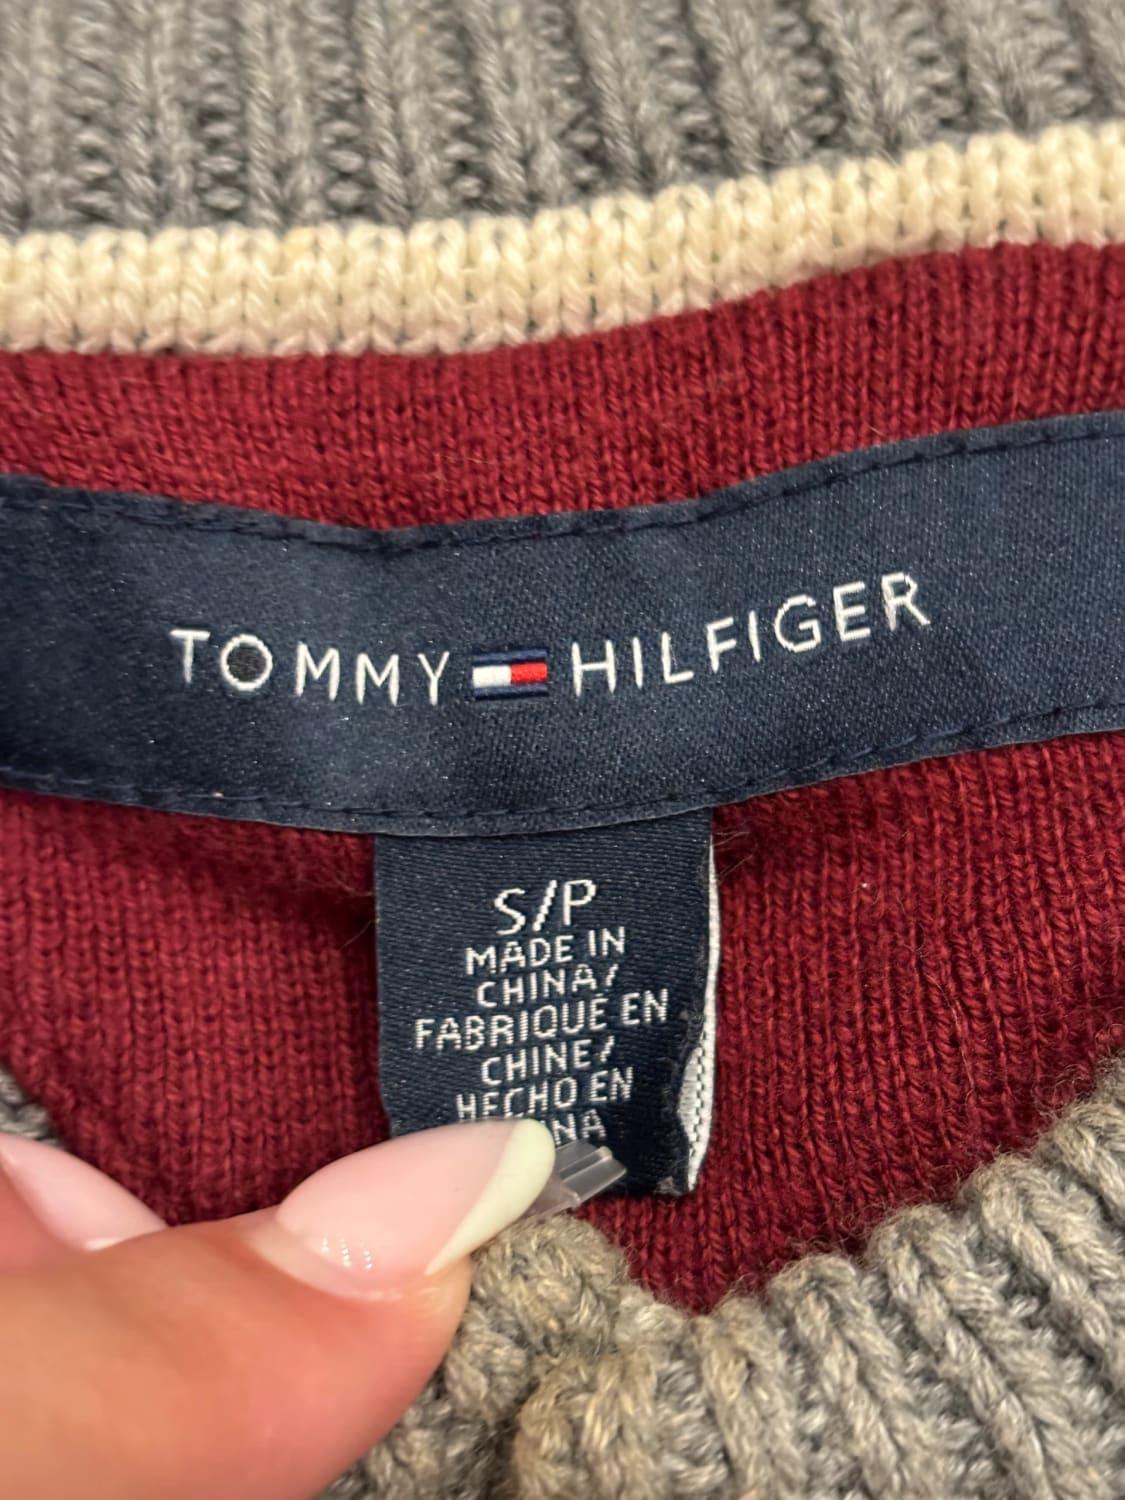 TOMMY HILFIGER
S/P
MADE IN
CHINA/
FABRIQUÉ EN
CHINE/
HECHO EN